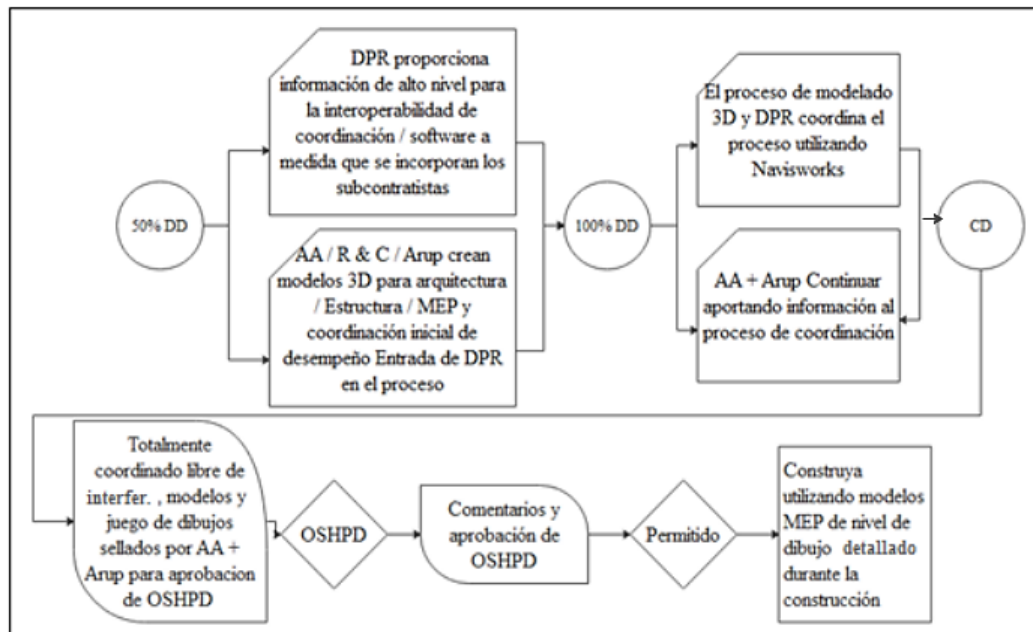 50% DD
DPR proporciona
información de alto nivel para
la interoperabilidad de
coordinación / software a
medida que se incorporan los
subcontratistas
AA / R & C / Arup crean
modelos 3D para arquitectura
/ Estructura / MEP y
coordinación inicial de
desempeño Entrada de DPR
en el proceso
100% DD
El proceso de modelado
3D y DPR coordina el
proceso utilizando
Navisworks
AA + Arup Continuar
aportando información al
proceso de coordinación
CD
Totalmente
coordinado libre de
interfer. , modelos y
juego de dibujos
sellados por AA +
Arup para aprobacion
de OSHPD
OSHPD
Comentarios y
aprobación de
OSHPD
Permitido
Construya
utilizando modelos
MEP de nivel de
dibujo detallado
durante la
construcción